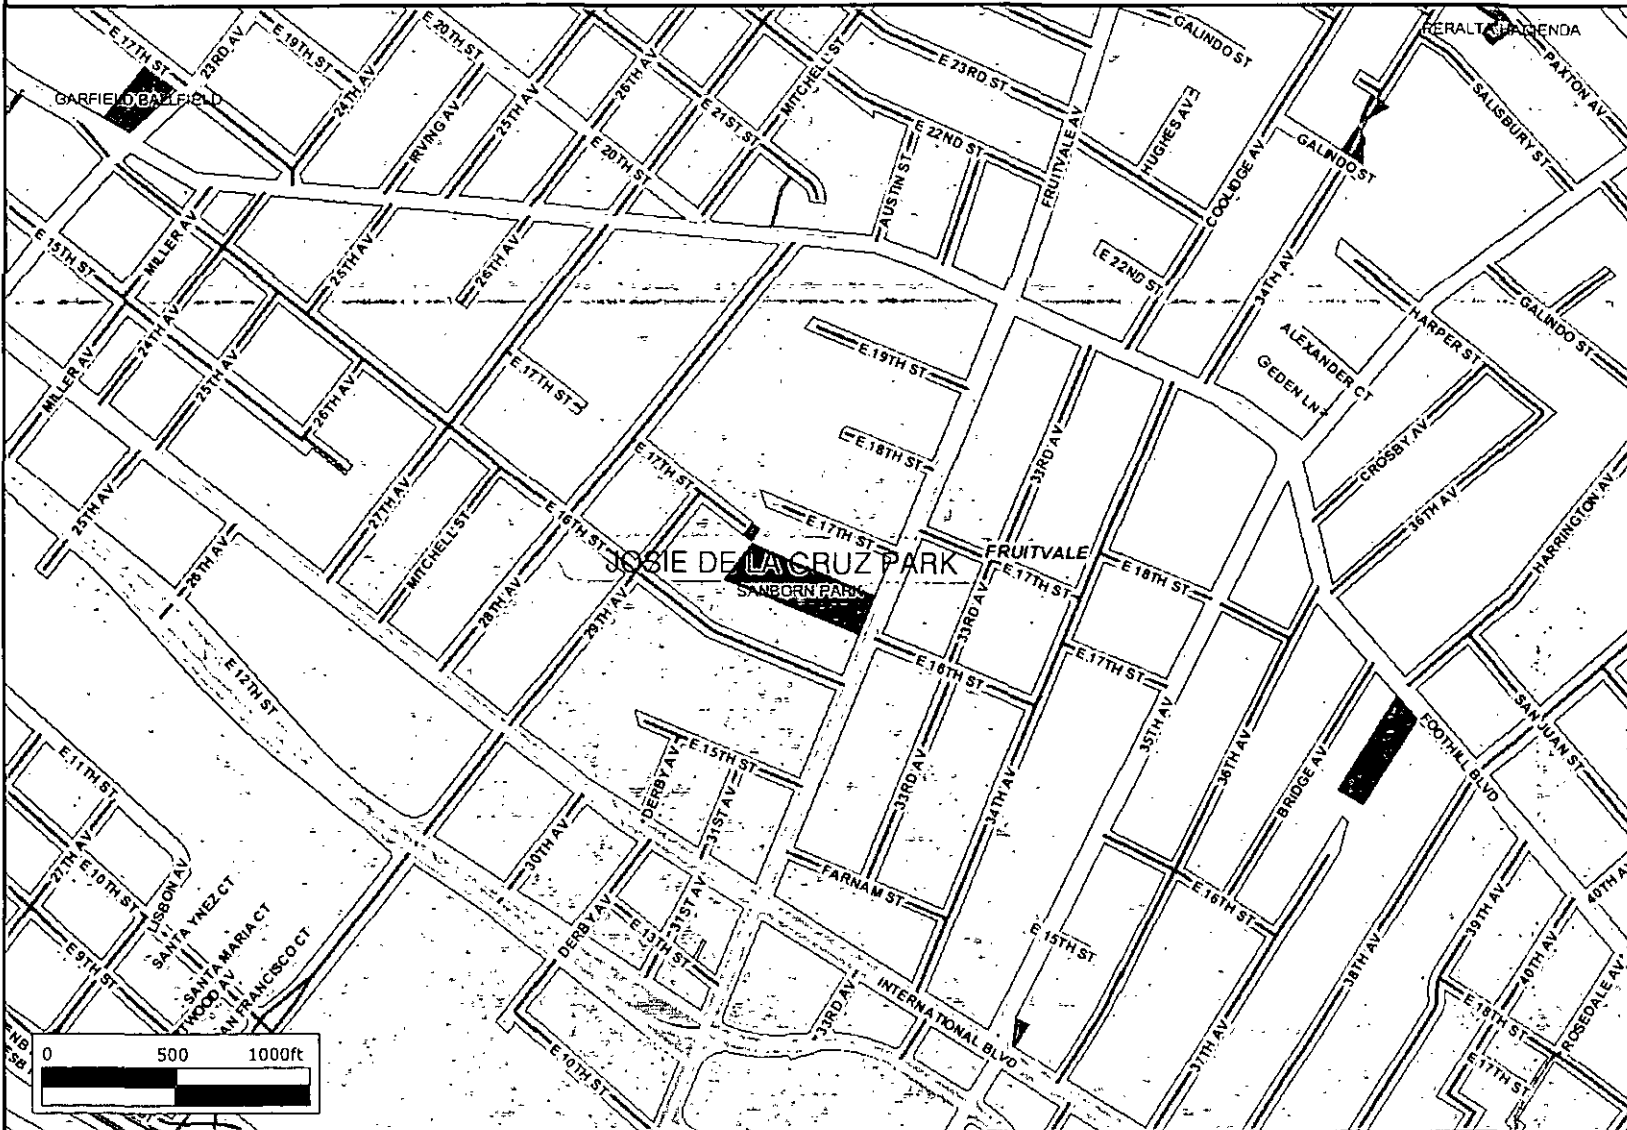 E 17TH ST
23RD AV
E 19TH ST
24TH AV
E 20TH ST
26TH AV
MITCHELL ST
E 23RD ST
GALINDO ST
PERALTA HACIENDA
PAXTON AV
GARFIELD BALLFIELD
IRVING AV
25TH AV
E 21ST ST
E 20TH ST
E 22ND ST
AUSTIN ST
FRUITVALE AV
HUGHES AV
COOLIDGE AV
GALINDO ST
SALISBURY ST
E 15TH ST
MILLER AV
25TH AV
26TH AV
E 22ND ST
34TH AV
HARPER ST
GALINDO ST
24TH AV
MILLER AV
25TH AV
26TH AV
E 17TH ST
E 19TH ST
ALEXANDER CT
GEDEN LN
E 18TH ST
33RD AV
CROSBY AV
36TH AV
HARRINGTON AV
25TH AV
26TH AV
27TH AV
MITCHELL ST
E 16TH ST
E 17TH ST
E 17TH ST
FRUITVALE
JOSIE DE LA CRUZ PARK
SANBORN PARK
E 17TH ST
E 18TH ST
28TH AV
29TH AV
33RD AV
E 16TH ST
E 17TH ST
E 12TH ST
E 15TH ST
DERBY AV
31ST AV
33RD AV
34TH AV
35TH AV
36TH AV
BRIDGE AV
FOOTHILL BLVD
SAN JUAN ST
E 11TH ST
27TH AV
E 10TH ST
LISBON AV
SANTA YNEZ CT
SANTA MARIA CT
E 9TH ST
30TH AV
DERBY AV
31ST AV
E 13TH ST
FARNAM ST
E 16TH ST
E 15TH ST
38TH AV
39TH AV
40TH AV
40TH A
INTERNATIONAL BLVD
33RD AV
E 10TH ST
37TH AV
E 18TH ST
E 17TH ST
ROSEDALE AV
TWOOD AV
AN FRANCISCO CT
0 500 1000ft